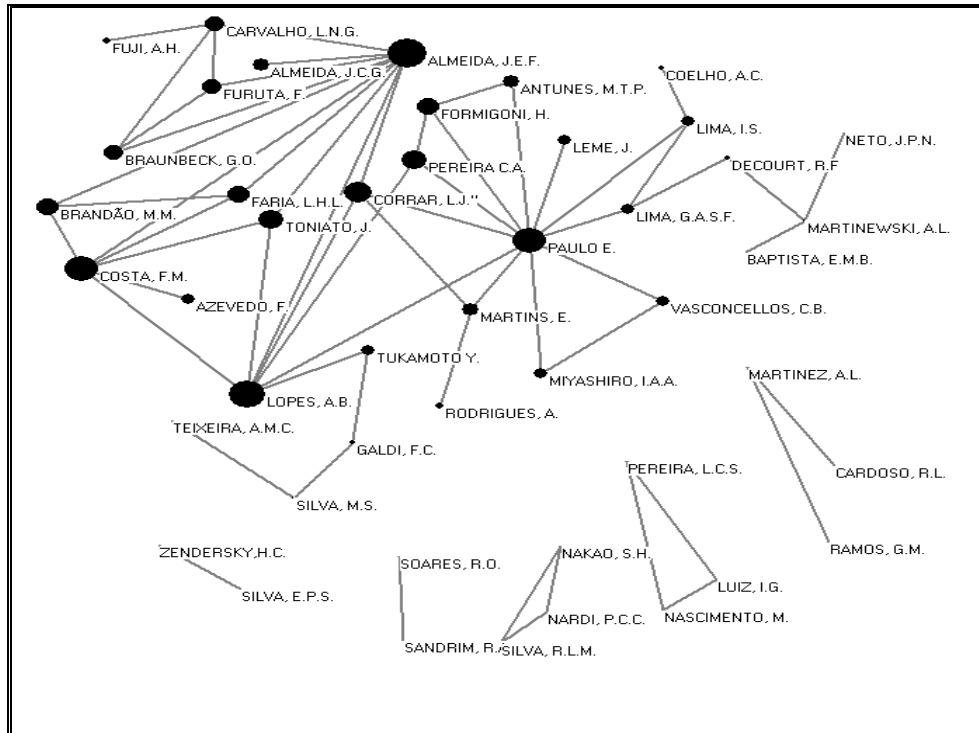 CARVALHO, L.N.G.
FUJI, A.H.
ALMEIDA, J.E.F.
ALMEIDA, J.C.G.
COELHO, A.C.
ANTUNES, M.T.P.
FURUTA, F.
FORMIGONI, H.
LIMA, I.S.
NETO, J.P.N.
LEME, J.
BRAUNBECK, G.O.
PEREIRA C.A.
DECOURT, R.F
FARIA, L.H.L.
CORRAR, L.J."
BRANDÃO, M.M.
LIMA, G.A.S.F.
TONIATO, J.
MARTINEWSKI, A.L.
PAULO E.
BAPTISTA, E.M.B.
COSTA, F.M.
AZEVEDO, F.
VASCONCELLOS, C.B.
MARTINS, E.
TUKAMOTO Y.
MARTINEZ, A.L.
MIYASHIRO, I.A.A.
LOPES, A.B.
RODRIGUES, A.
TEIXEIRA, A.M.C.
GALDI, F.C.
PEREIRA, L.C.S.
CARDOSO, R.L.
SILVA, M.S.
RAMOS, G.M.
ZENDERSKY,H.C.
NAKAO, S.H.
SOARES, R.O.
LUIZ, I.G.
SILVA, E.P.S.
NARDI, P.C.C.
NASCIMENTO, M.
SANDRIM, R.
SILVA, R.L.M.